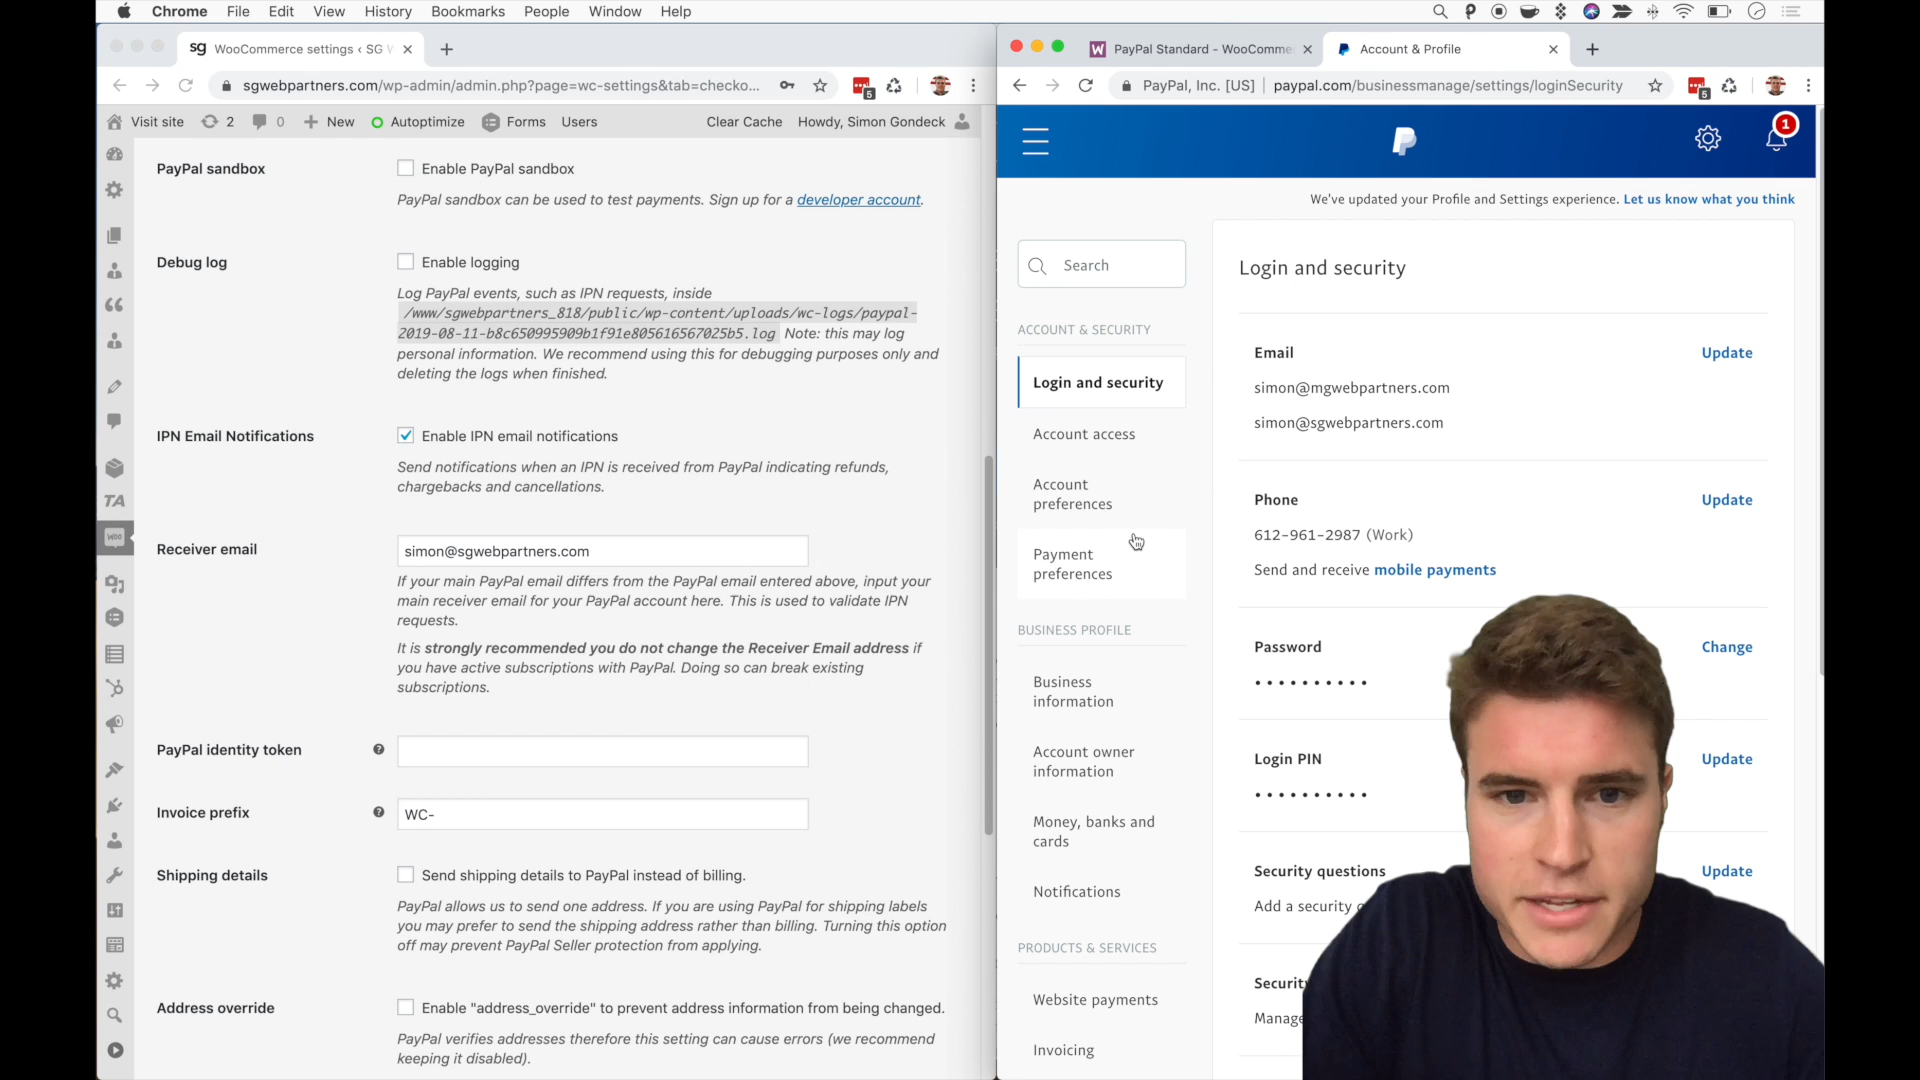 Chrome File Edit View History Bookmarks People Window Help
sg WooCommerce settings ‹ SG W
sgwebpartners.com/wp-admin/admin.php?page=wc-settings&tab=checko...
5
Visit site 2 0 New Autoptimize Forms Users Clear Cache Howdy, Simon Gondeck
PayPal sandbox
Enable PayPal sandbox
PayPal sandbox can be used to test payments. Sign up for a developer account.
Debug log
Enable logging
Log PayPal events, such as IPN requests, inside
/www/sgwebpartners_818/public/wp-content/uploads/wc-logs/paypal-
2019-08-11-b8c650995909b1f91e805616567025b5.log Note: this may log
personal information. We recommend using this for debugging purposes only and
deleting the logs when finished.
IPN Email Notifications
Enable IPN email notifications
Send notifications when an IPN is received from PayPal indicating refunds,
chargebacks and cancellations.
TA
WOO
Receiver email
simon@sgwebpartners.com
If your main PayPal email differs from the PayPal email entered above, input your
main receiver email for your PayPal account here. This is used to validate IPN
requests.
It is strongly recommended you do not change the Receiver Email address if
you have active subscriptions with PayPal. Doing so can break existing
subscriptions.
PayPal identity token
Invoice prefix
WC-
Shipping details
Send shipping details to PayPal instead of billing.
PayPal allows us to send one address. If you are using PayPal for shipping labels
you may prefer to send the shipping address rather than billing. Turning this option
off may prevent PayPal Seller protection from applying.
Address override
Enable "address_override" to prevent address information from being changed.
PayPal verifies addresses therefore this setting can cause errors (we recommend
keeping it disabled).
PayPal Standard - WooComme
Account & Profile
PayPal, Inc. [US] | paypal.com/businessmanage/settings/loginSecurity
5
1
We've updated your Profile and Settings experience. Let us know what you think
Search
ACCOUNT & SECURITY
Login and security
Account access
Account
preferences
Payment
preferences
BUSINESS PROFILE
Business
information
Account owner
information
Money, banks and
cards
Notifications
PRODUCTS & SERVICES
Website payments
Invoicing
Login and security
Email Update
simon@mgwebpartners.com
simon@sgwebpartners.com
Phone Update
612-961-2987 (Work)
Send and receive mobile payments
Password Change
Login PIN Update
Security questions Update
Add a security